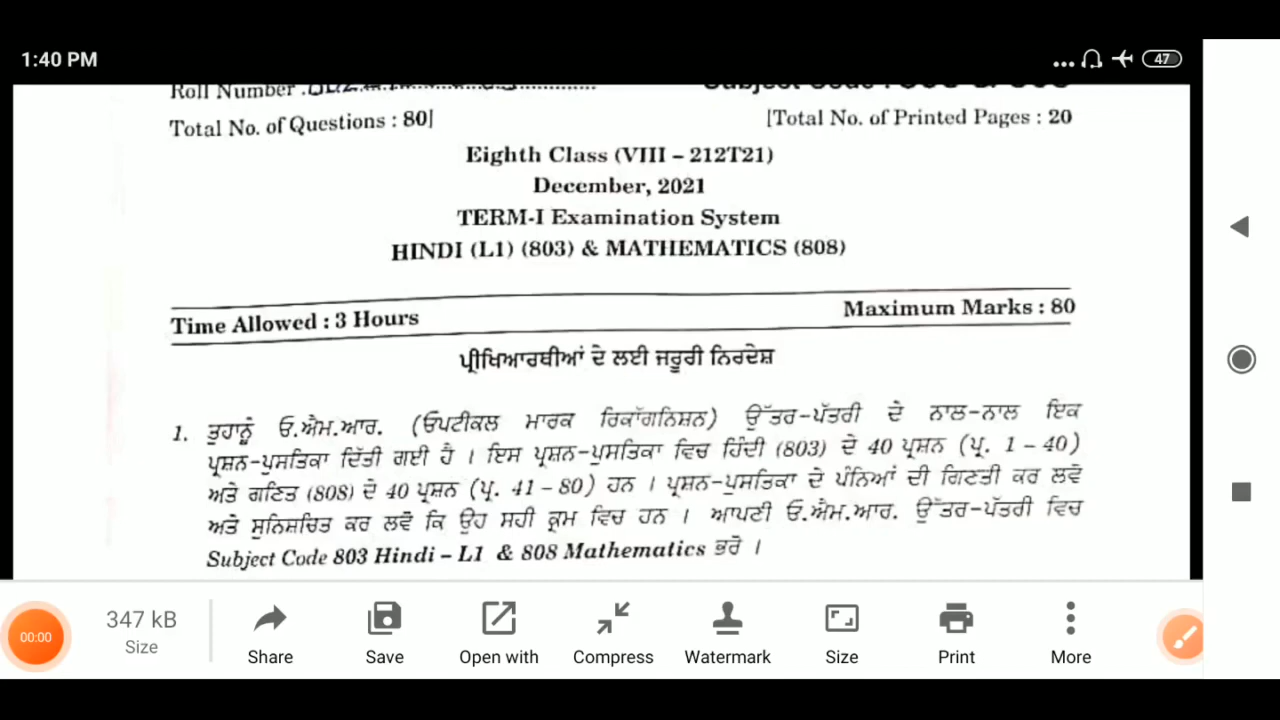 1:40 PM
47
Roll Number
Total No. of Questions : 80]
[Total No. of Printed Pages : 20
Eighth Class (VIII – 212T21)
December, 2021
TERM-I Examination System
HINDI (L1) (803) & MATHEMATICS (808)
Time Allowed : 3 Hours
Maximum Marks : 80
ਪ੍ਰੀਖਿਆਰਥੀਆਂ ਦੇ ਲਈ ਜਰੂਰੀ ਨਿਰਦੇਸ਼
1. ਤੁਹਾਨੂੰ ਓ.ਐਮ.ਆਰ. (ਓਪਟੀਕਲ ਮਾਰਕ ਰਿਕਾੱਗਨਿਸ਼ਨ) ਉੱਤਰ-ਪੱਤਰੀ ਦੇ ਨਾਲ-ਨਾਲ ਇਕ
ਪ੍ਰਸ਼ਨ-ਪੁਸਤਿਕਾ ਦਿੱਤੀ ਗਈ ਹੈ । ਇਸ ਪ੍ਰਸ਼ਨ-ਪੁਸਤਿਕਾ ਵਿਚ ਹਿੰਦੀ (803) ਦੇ 40 ਪ੍ਰਸ਼ਨ (ਪ੍ਰ. 1 – 40)
ਅਤੇ ਗਣਿਤ (808) ਦੇ 40 ਪ੍ਰਸ਼ਨ (ਪ੍ਰ. 41 – 80) ਹਨ । ਪ੍ਰਸ਼ਨ-ਪੁਸਤਿਕਾ ਦੇ ਪੰਨਿਆਂ ਦੀ ਗਿਣਤੀ ਕਰ ਲਵੋ
ਅਤੇ ਸੁਨਿਸ਼ਚਿਤ ਕਰ ਲਵੋ ਕਿ ਉਹ ਸਹੀ ਕ੍ਰਮ ਵਿਚ ਹਨ । ਆਪਣੀ ਓ.ਐਮ.ਆਰ. ਉੱਤਰ-ਪੱਤਰੀ ਵਿਚ
Subject Code 803 Hindi – L1 & 808 Mathematics ਭਰੋ ।
00:00
347 kB
Size
Share
Save
Open with
Compress
Watermark
Size
Print
More